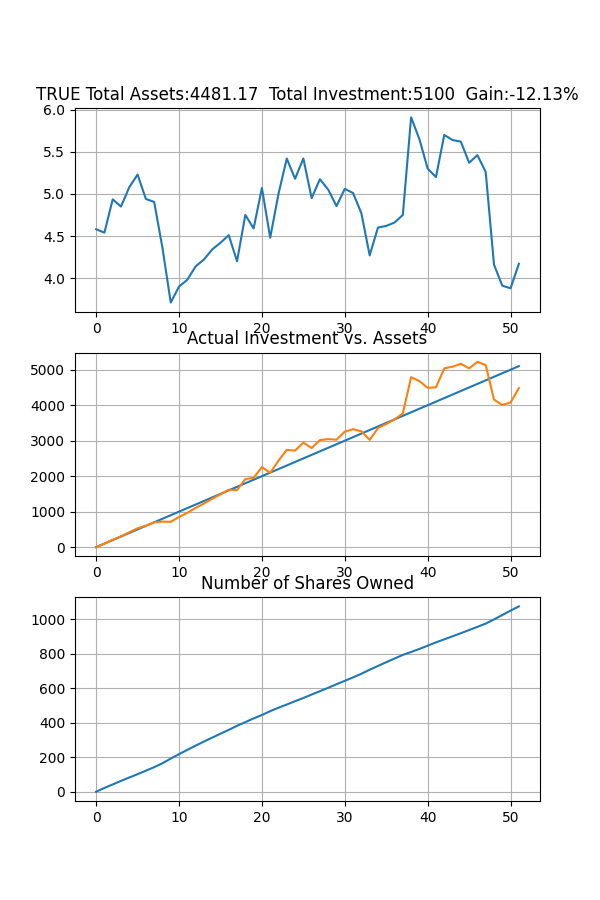 TRUE Total Assets:4481.17 Total Investment:5100 Gain:-12.13%
6.0
5.5
5.0
4.5
4.0
0 10 20 30 40 50
Actual Investment vs. Assets
5000
4000
3000
2000
1000
0
0 10 20 30 40 50
Number of Shares Owned
1000
800
600
400
200
0
0 10 20 30 40 50